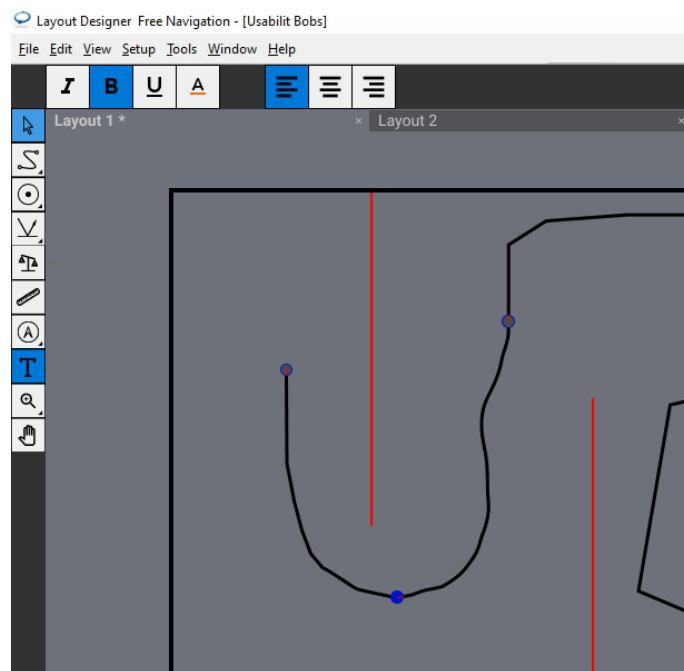 Layout Designer Free Navigation - [Usabilit Bobs]
File Edit View Setup Tools Window Help
I B U A
Layout 1 * × Layout 2 ×
A
T